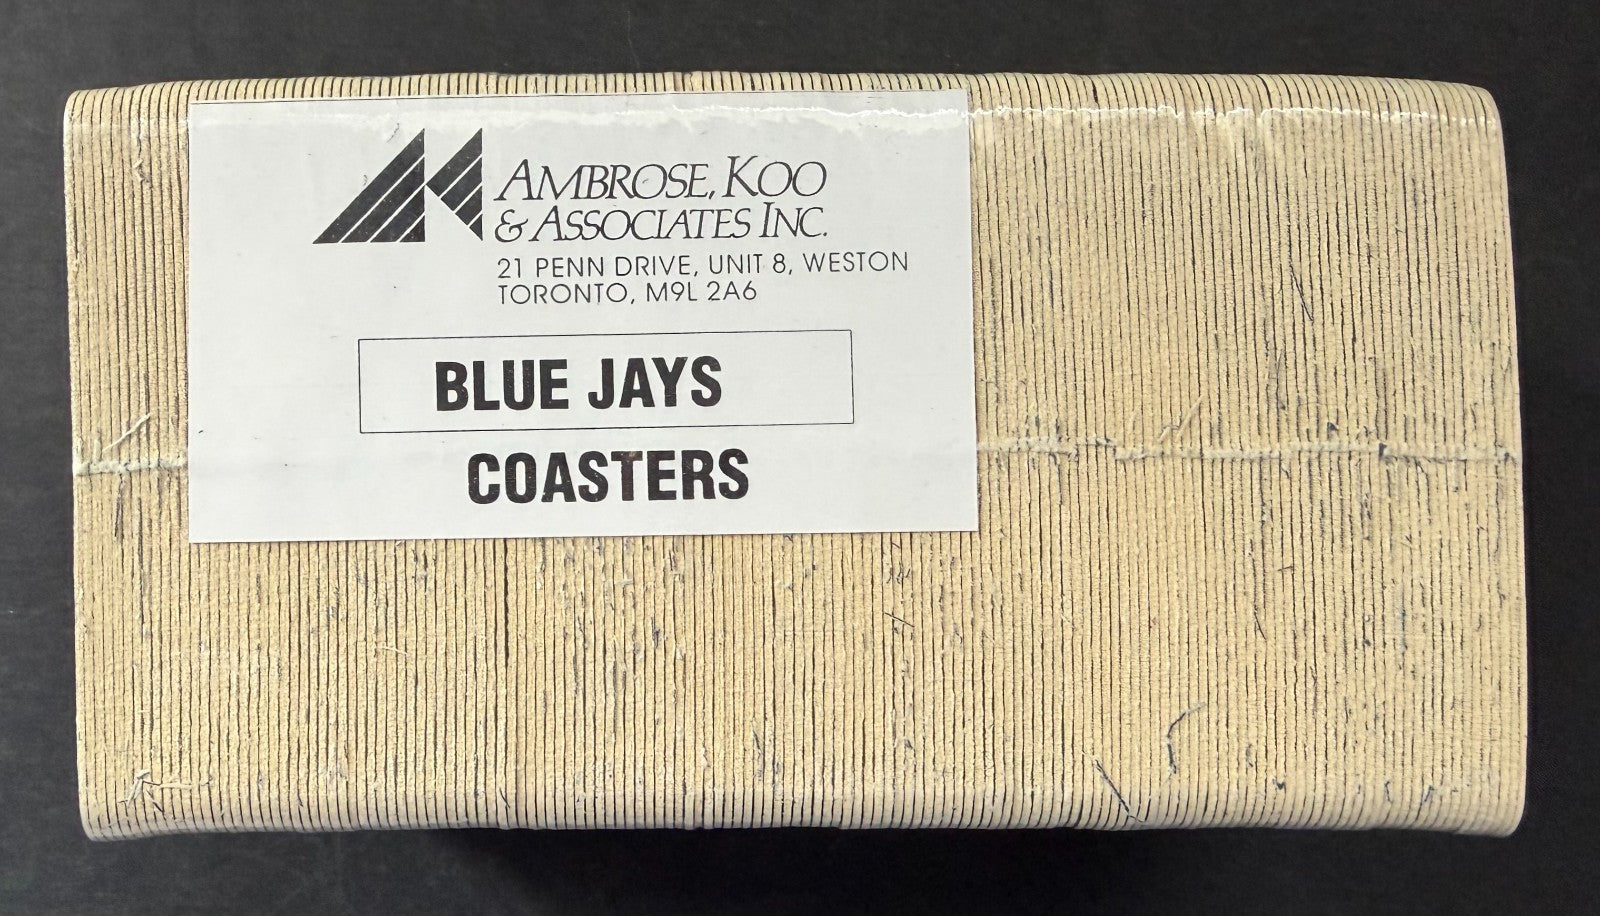 AMBROSE, KOO
& ASSOCIATES INC.
21 PENN DRIVE, UNIT 8, WESTON
TORONTO, M9L 2A6
BLUE JAYS
COASTERS